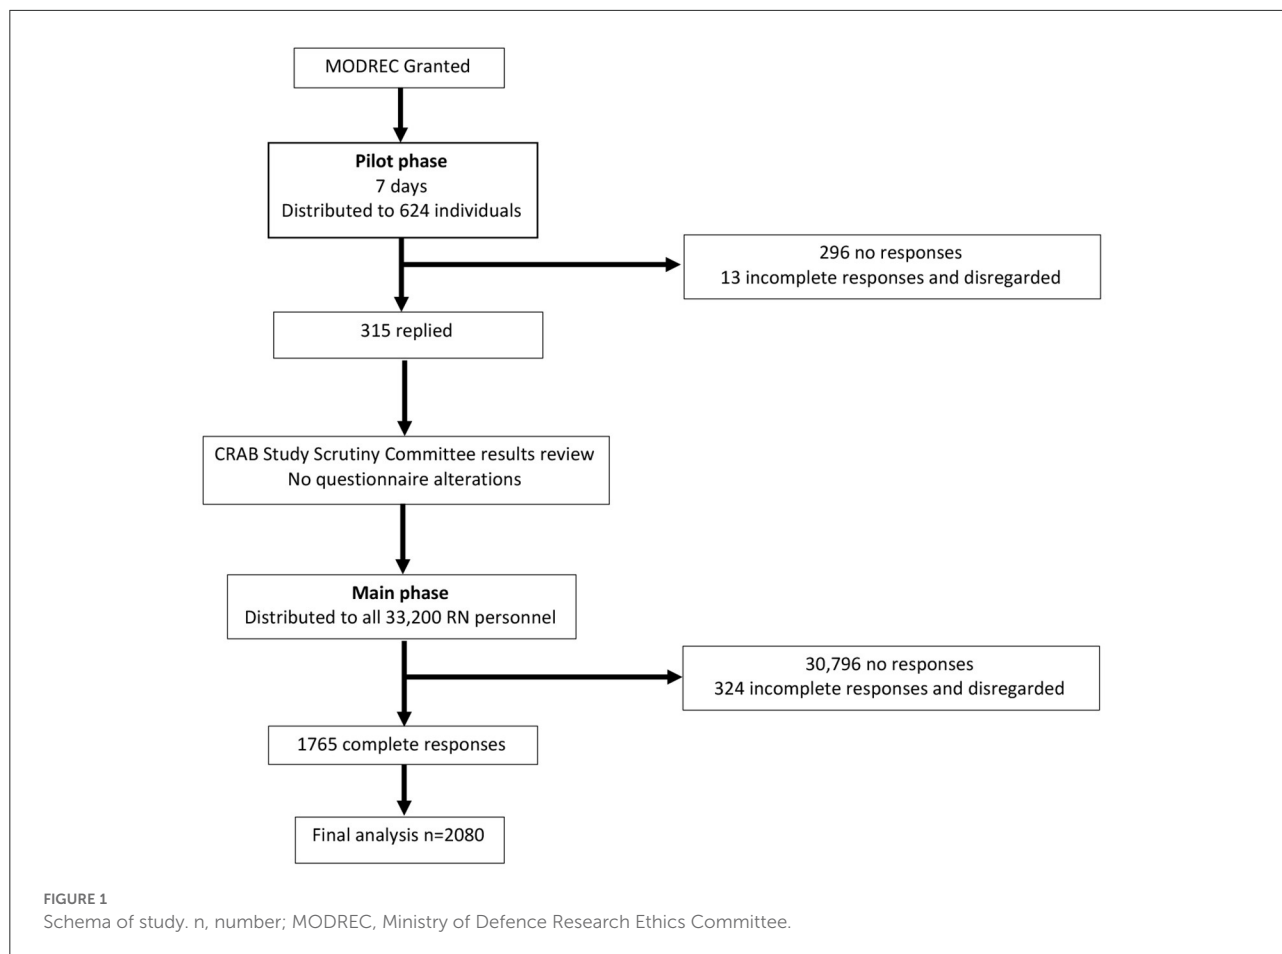 MODREC Granted
Pilot phase
7 days
Distributed to 624 individuals
296 no responses
13 incomplete responses and disregarded
315 replied
CRAB Study Scrutiny Committee results review
No questionnaire alterations
Main phase
Distributed to all 33,200 RN personnel
30,796 no responses
324 incomplete responses and disregarded
1765 complete responses
Final analysis n=2080
FIGURE 1
Schema of study. n, number; MODREC, Ministry of Defence Research Ethics Committee.